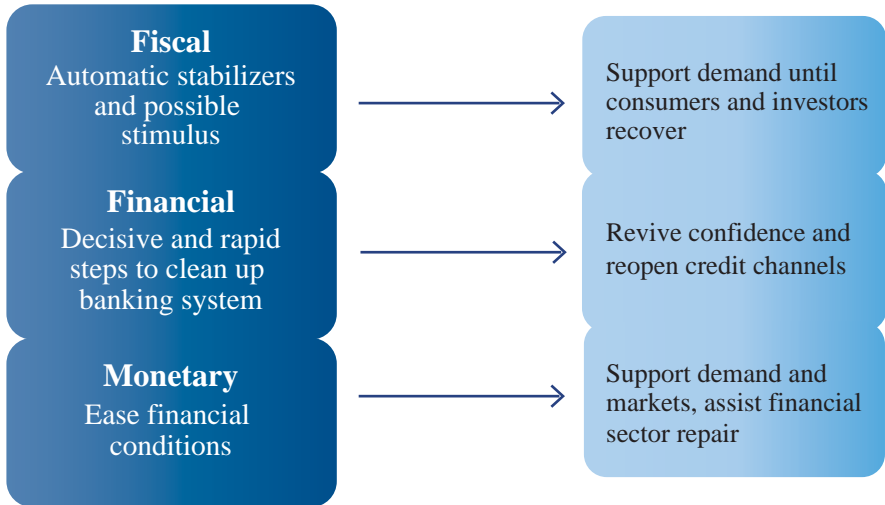 Fiscal
Automatic stabilizers
and possible
stimulus
Support demand until
consumers and investors
recover
Financial
Decisive and rapid
steps to clean up
banking system
Revive confidence and
reopen credit channels
Monetary
Ease financial
conditions
Support demand and
markets, assist financial
sector repair